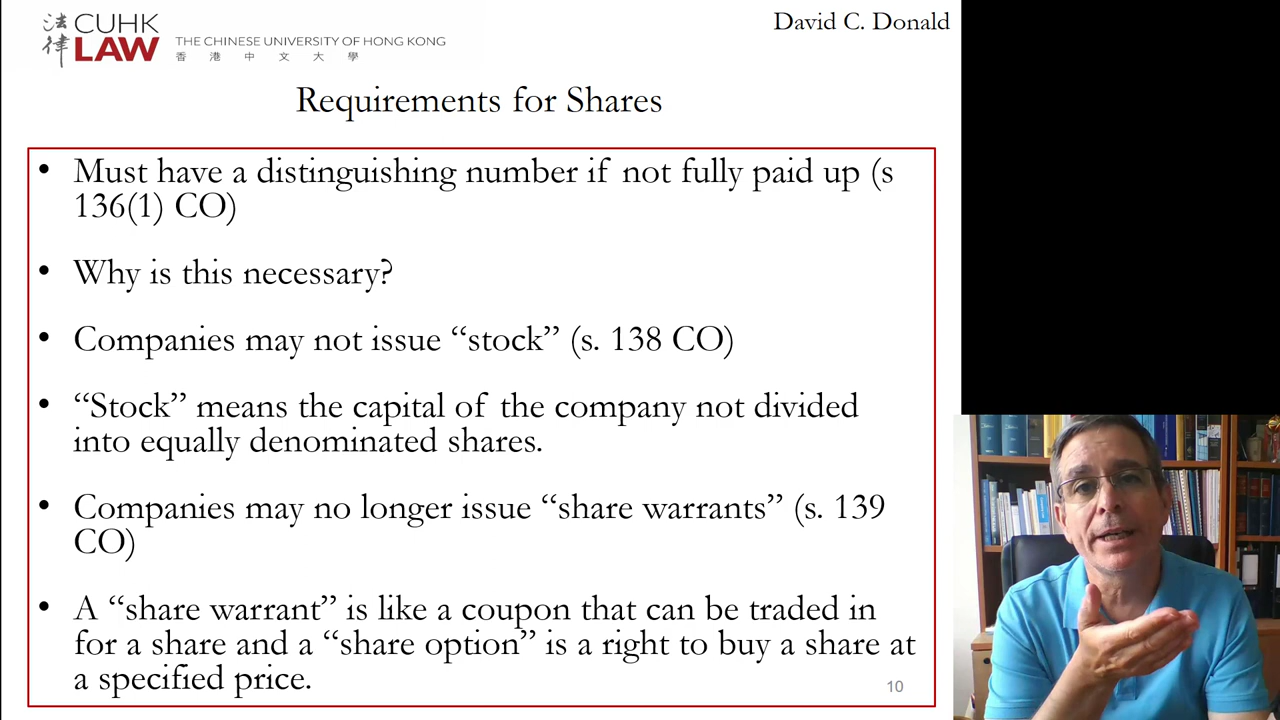 David C. Donald
法律
CUHK
LAW
THE CHINESE UNIVERSITY OF HONG KONG
香港中文大學
Requirements for Shares
• Must have a distinguishing number if not fully paid up (s
136(1) CO)
• Why is this necessary?
• Companies may not issue “stock” (s. 138 CO)
• “Stock” means the capital of the company not divided
into equally denominated shares.
• Companies may no longer issue “share warrants” (s. 139
CO)
• A “share warrant” is like a coupon that can be traded in
for a share and a “share option” is a right to buy a share at
a specified price.
10